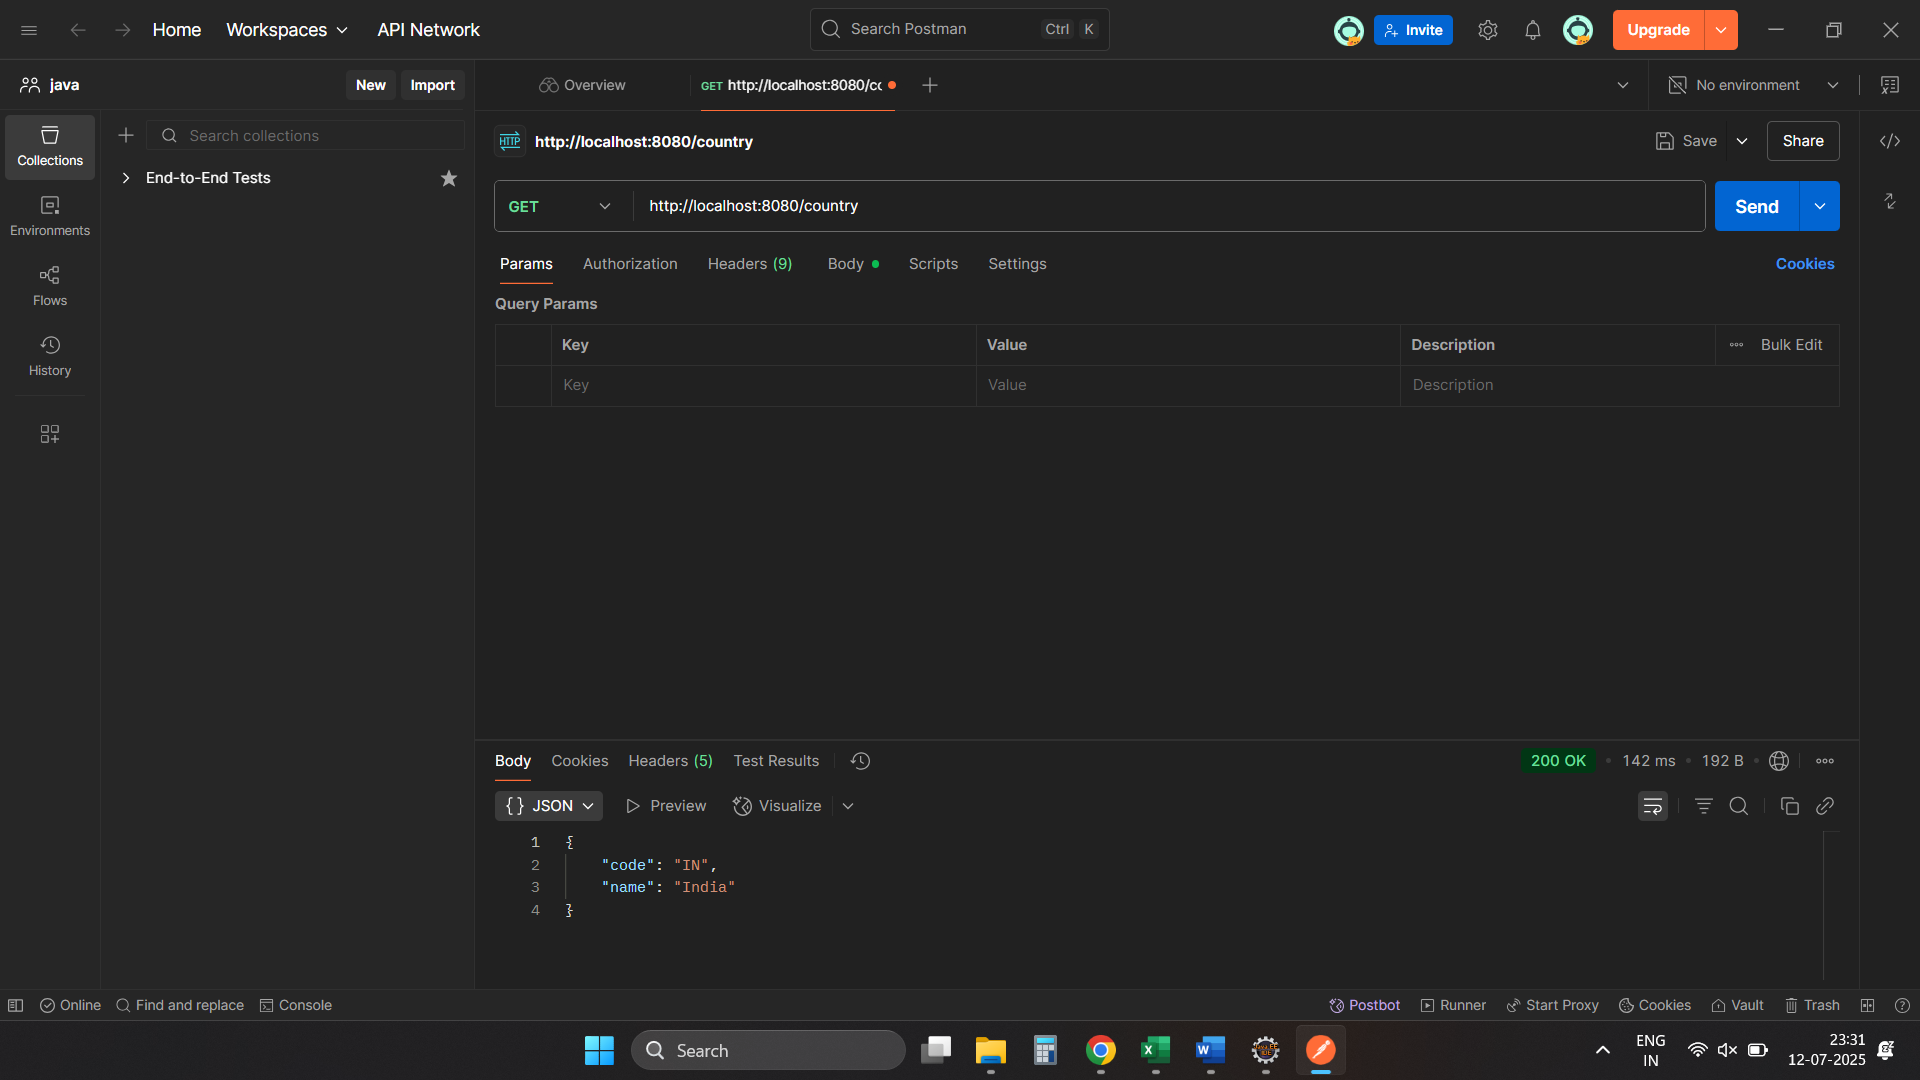 Home Workspaces API Network Search Postman Ctrl K Invite Upgrade
java New Import Overview GET http://localhost:8080/cc No environment
Collections
Search collections
HTTP http://localhost:8080/country Save Share
End-to-End Tests
Environments
GET http://localhost:8080/country Send
Flows
Params Authorization Headers (9) Body Scripts Settings Cookies
Query Params
History
Key Value Description Bulk Edit
Key Value Description
Body Cookies Headers (5) Test Results 200 OK 142 ms 192 B
{} JSON Preview Visualize
1 {
2 "code": "IN",
3 "name": "India"
4 }
Online Find and replace Console Postbot Runner Start Proxy Cookies Vault Trash
Search ENG IN 23:31
12-07-2025